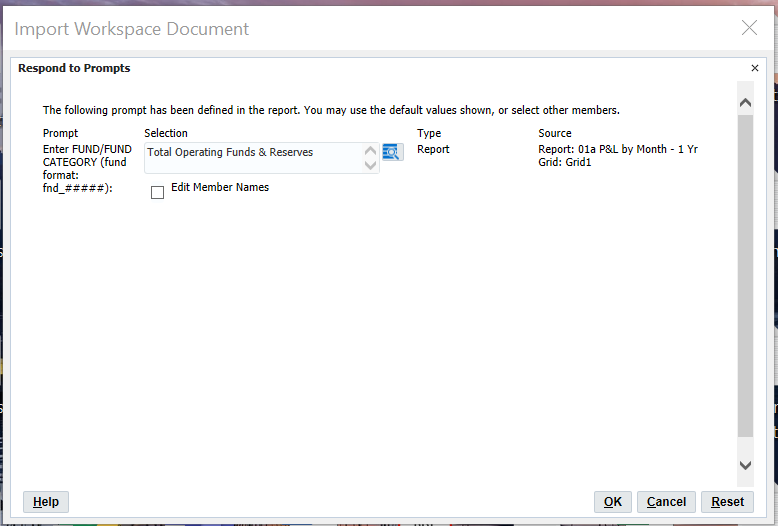 Import Workspace Document
Respond to Prompts
The following prompt has been defined in the report. You may use the default values shown, or select other members.
Prompt
Selection
Type
Source
Enter FUND/FUND
CATEGORY (fund
format:
fnd_#####):
Total Operating Funds & Reserves
Edit Member Names
Report
Report: 01a P&L by Month - 1 Yr
Grid: Grid1
Help
OK
Cancel
Reset